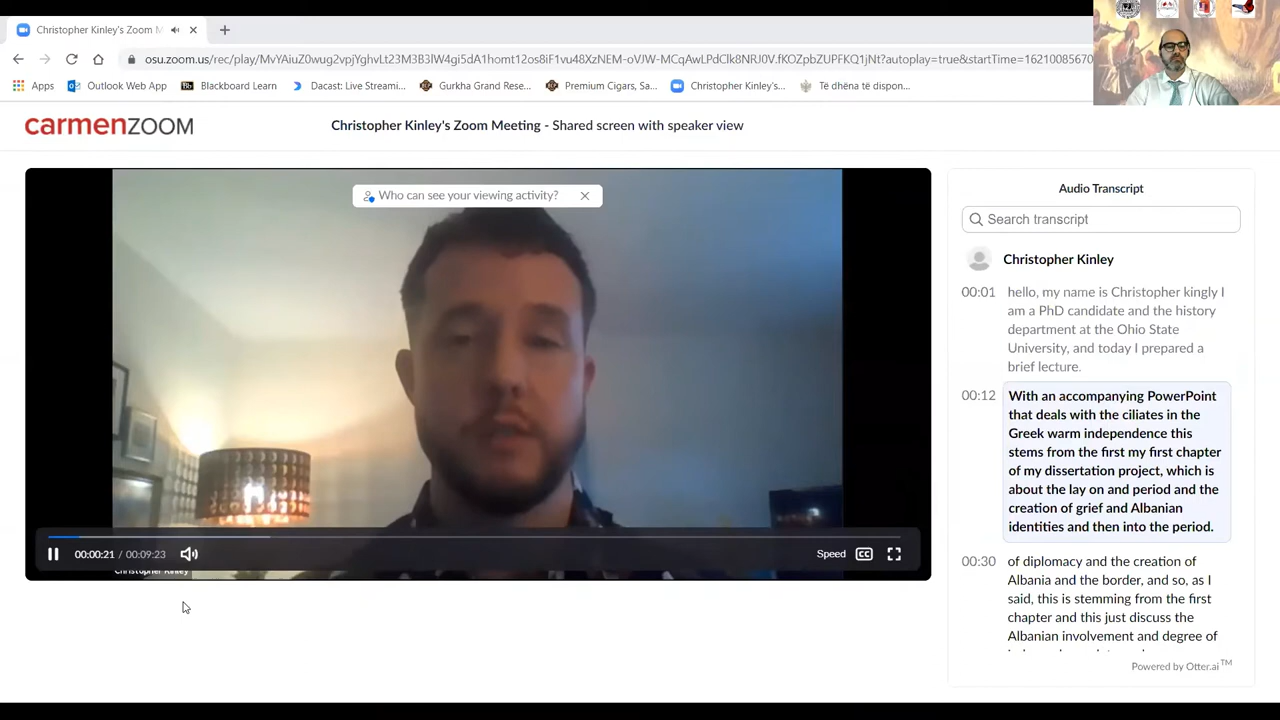 Christopher Kinley's Zoom M
osu.zoom.us/rec/play/MvYAiuZ0wug2vpjYghvLt23M3B3lW4gi5dA1homt12os8iF1vu48XzNEM-oVJW-MCqAwLPdClk8NRJ0V.fKOZpbZUPFKQ1jNt?autoplay=true&startTime=16210085670
Apps Outlook Web App Blackboard Learn Dacast: Live Streami... Gurkha Grand Rese... Premium Cigars, Sa... Christopher Kinley's... Të dhëna të dispon...
carmenZOOM
Christopher Kinley's Zoom Meeting - Shared screen with speaker view
Who can see your viewing activity?
00:00:21 / 00:09:23
Speed CC
Christopher Kinley
Audio Transcript
Search transcript
Christopher Kinley
00:01 hello, my name is Christopher kingly I
am a PhD candidate and the history
department at the Ohio State
University, and today I prepared a
brief lecture.
00:12 With an accompanying PowerPoint
that deals with the ciliates in the
Greek warm independence this
stems from the first my first chapter
of my dissertation project, which is
about the lay on and period and the
creation of grief and Albanian
identities and then into the period.
00:30 of diplomacy and the creation of
Albania and the border, and so, as I
said, this is stemming from the first
chapter and this just discuss the
Albanian involvement and degree of
Powered by Otter.ai™